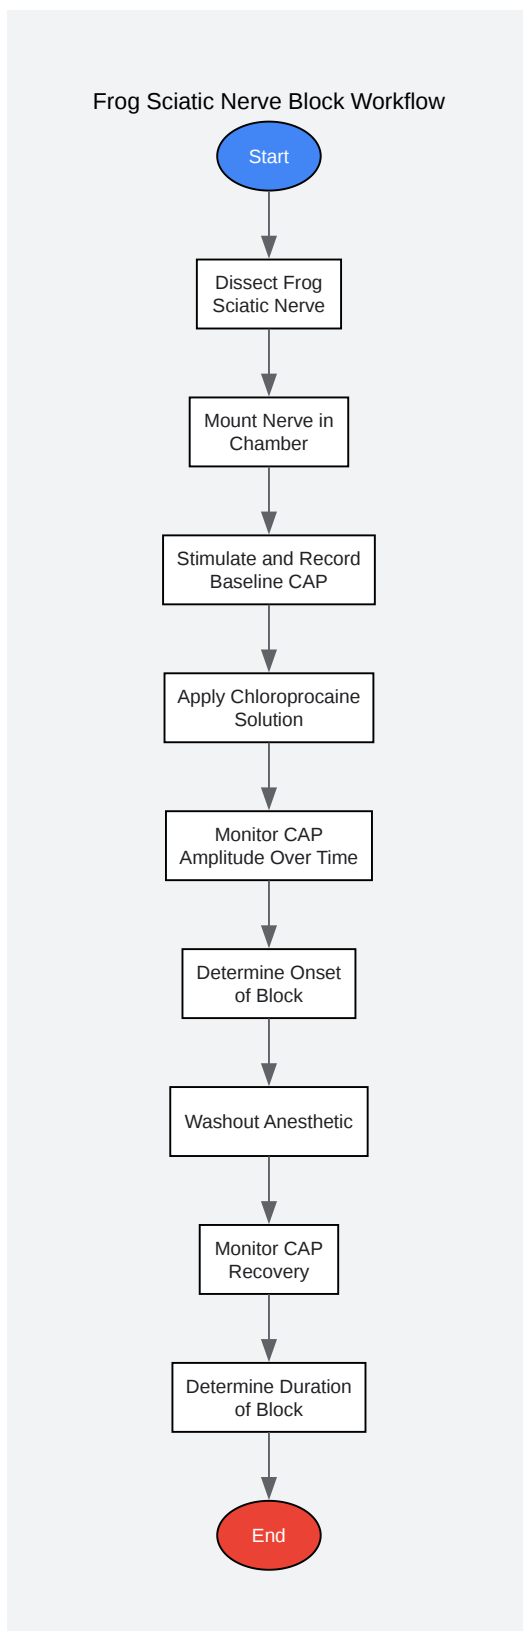 Frog Sciatic Nerve Block Workflow
Start
Dissect Frog
Sciatic Nerve
Mount Nerve in
Chamber
Stimulate and Record
Baseline CAP
Apply Chloroprocaine
Solution
Monitor CAP
Amplitude Over Time
Determine Onset
of Block
Washout Anesthetic
Monitor CAP
Recovery
Determine Duration
of Block
End